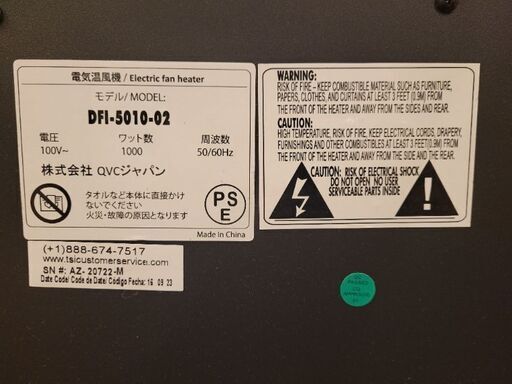 電気温風機 / Electric fan heater
モデル/ MODEL:
DFI-5010-02
電圧 ワット数 周波数
100V~ 1000 50/60Hz
株式会社 QVCジャパン
タオルなど本体に直接かけ
ないでください
火災・故障の原因となります
PS
E
Made in China
(+1)888-674-7517
www.tsicustomerservice.com
SN #: AZ- 20722-M
Date Code/ Code de Date/ Código Fecha: 16 09 23
WARNING:
RISK OF FIRE - KEEP COMBUSTIBLE MATERIAL SUCH AS FURNITURE,
PAPERS, CLOTHES, AND CURTAINS AT LEAST 3 FEET (0.9M) FROM
THE FRONT OF THE HEATER AND AWAY FROM THE SIDES AND REAR.
CAUTION:
HIGH TEMPERATURE, RISK OF FIRE, KEEP ELECTRICAL CORDS, DRAPERY,
FURNISHINGS AND OTHER COMBUSTIBLES AT LEAST 3 FEET(0.9M) FROM
THE FRONT OF THE HEATER AND AWAY FROM THE SIDE AND REAR.
CAUTION: RISK OF ELECTRICAL SHOCK
DO NOT OPEN NO USER
SERVICEABLE PARTS INSIDE
QC
PASSED